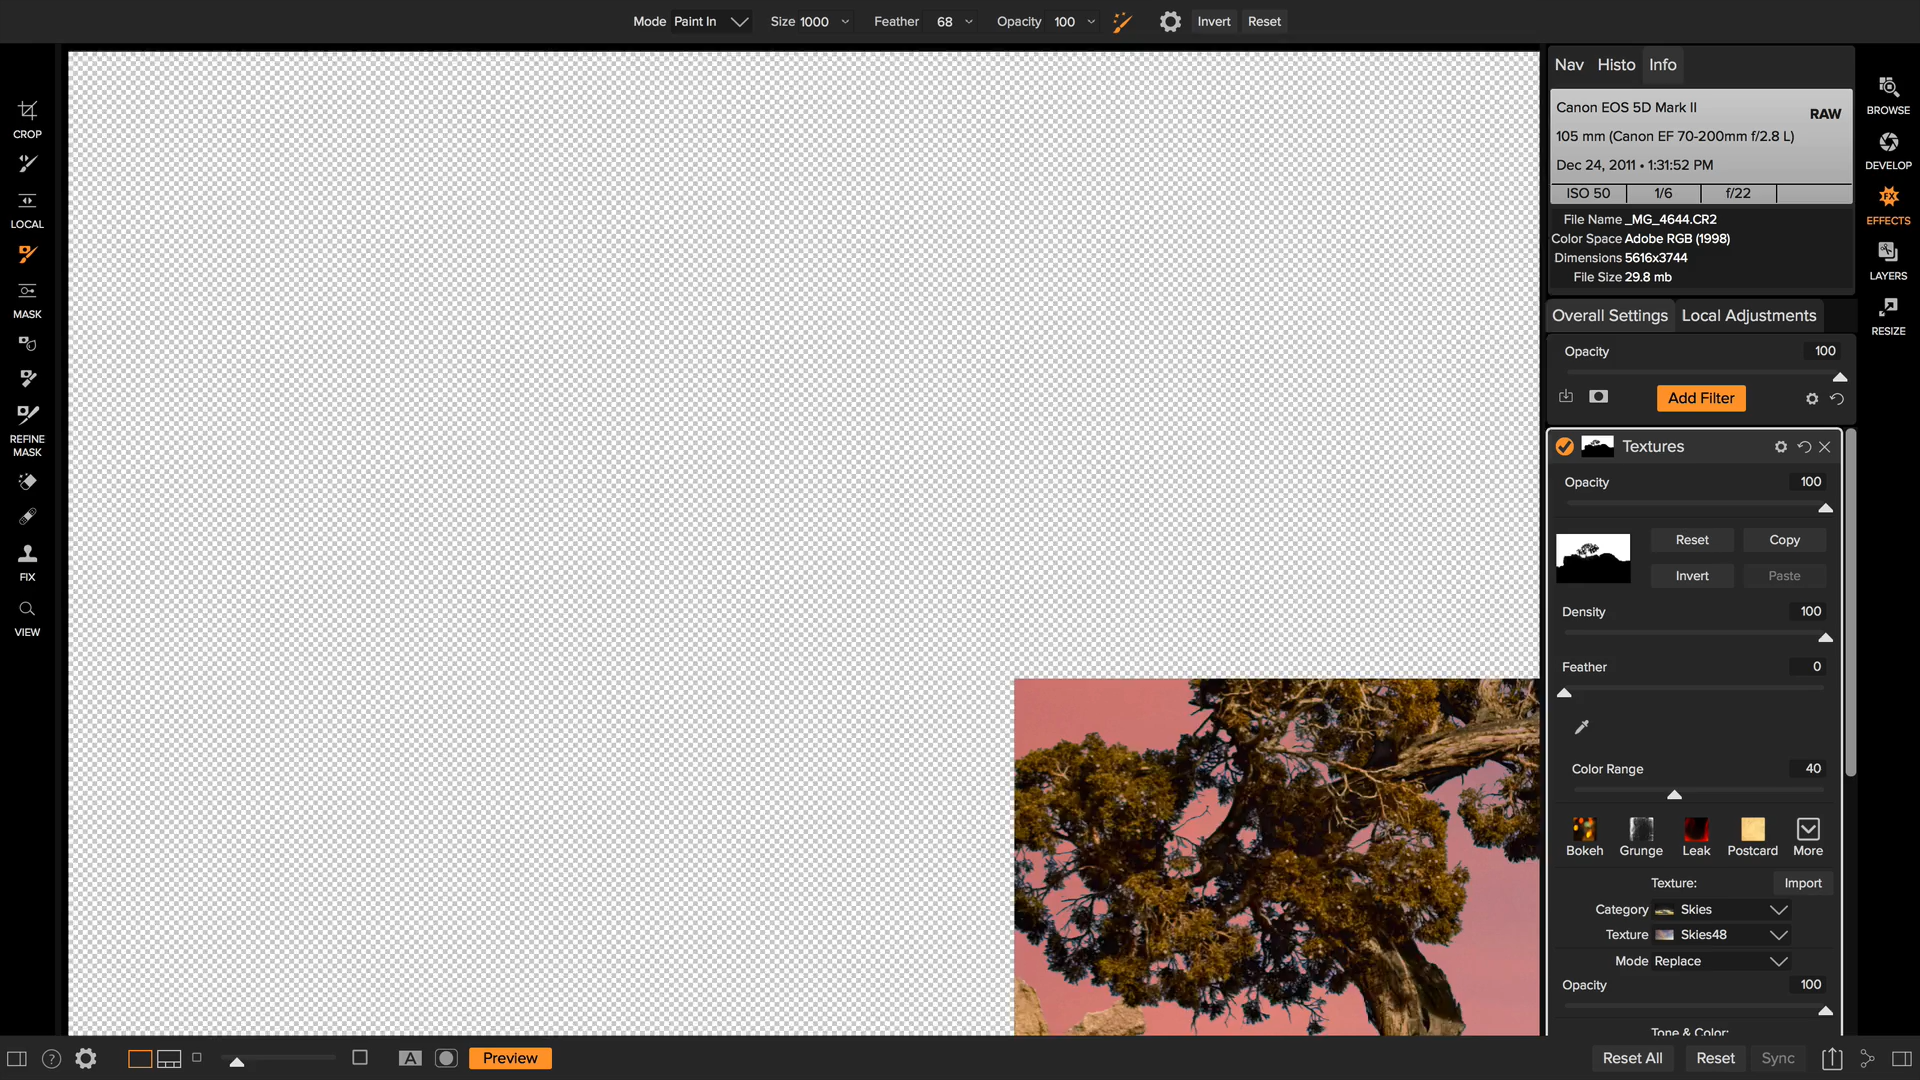 Mode Paint In Size 1000 Feather 68 Opacity 100 Invert Reset
CROP
LOCAL
MASK
REFINE
MASK
FIX
VIEW
Nav Histo Info
Canon EOS 5D Mark II
RAW
105 mm (Canon EF 70-200mm f/2.8 L)
Dec 24, 2011 • 1:31:52 PM
ISO 50 1/6 f/22
File Name _MG_4644.CR2
Color Space Adobe RGB (1998)
Dimensions 5616x3744
File Size 29.8 mb
Overall Settings Local Adjustments
Opacity 100
Add Filter
Textures
Opacity 100
Reset Copy
Invert Paste
Density 100
Feather 0
Color Range 40
Bokeh Grunge Leak Postcard More
Texture: Import
Category Skies
Texture Skies48
Mode Replace
Opacity 100
Tone & Color:
BROWSE
DEVELOP
FX
EFFECTS
LAYERS
RESIZE
? A Preview
Reset All Reset Sync